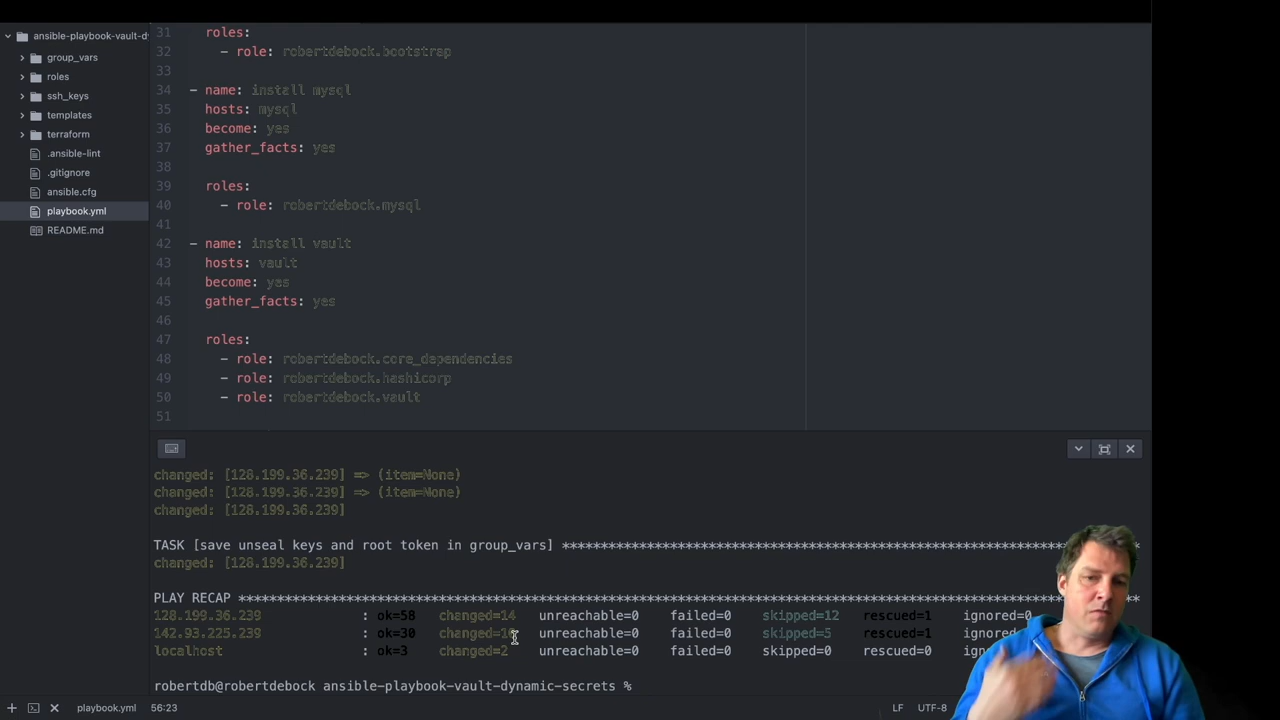 ansible-playbook-vault-dy
group_vars
roles
ssh_keys
templates
terraform
.ansible-lint
.gitignore
ansible.cfg
playbook.yml
README.md
31 roles:
32 - role: robertdebock.bootstrap
33
34 - name: install mysql
35 hosts: mysql
36 become: yes
37 gather_facts: yes
38
39 roles:
40 - role: robertdebock.mysql
41
42 - name: install vault
43 hosts: vault
44 become: yes
45 gather_facts: yes
46
47 roles:
48 - role: robertdebock.core_dependencies
49 - role: robertdebock.hashicorp
50 - role: robertdebock.vault
51
changed: [128.199.36.239] => (item=None)
changed: [128.199.36.239] => (item=None)
changed: [128.199.36.239]
TASK [save unseal keys and root token in group_vars] **************************************************************************
changed: [128.199.36.239]
PLAY RECAP ********************************************************************************************************************
128.199.36.239 : ok=58 changed=14 unreachable=0 failed=0 skipped=12 rescued=1 ignored=0
142.93.225.239 : ok=30 unreachable=0 failed=0 skipped=5 rescued=1 ignored=0
localhost : ok=3 changed=2 unreachable=0 failed=0 skipped=0 rescued=0
robertdb@robertdebock ansible-playbook-vault-dynamic-secrets %
playbook.yml 56:23 LF UTF-8